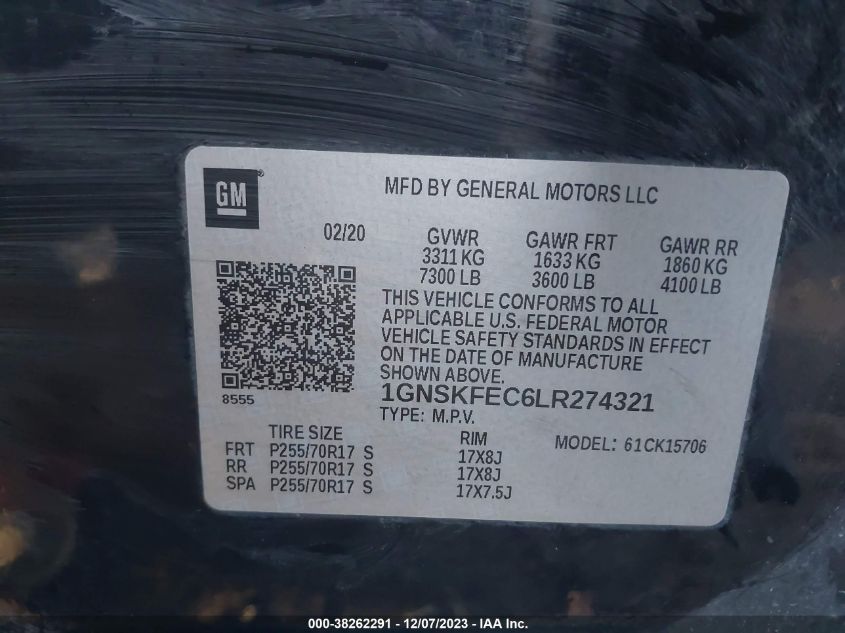 GM ®
MFD BY GENERAL MOTORS LLC
02/20 GVWR GAWR FRT GAWR RR
3311 KG 1633 KG 1860 KG
7300 LB 3600 LB 4100 LB
THIS VEHICLE CONFORMS TO ALL
APPLICABLE U.S. FEDERAL MOTOR
VEHICLE SAFETY STANDARDS IN EFFECT
ON THE DATE OF MANUFACTURE
SHOWN ABOVE.
8555
1GNSKFEC6LR274321
TYPE: M.P.V.
TIRE SIZE RIM MODEL: 61CK15706
FRT P255/70R17 S 17X8J
RR P255/70R17 S 17X8J
SPA P255/70R17 S 17X7.5J
000-38262291 - 12/07/2023 - IAA Inc.